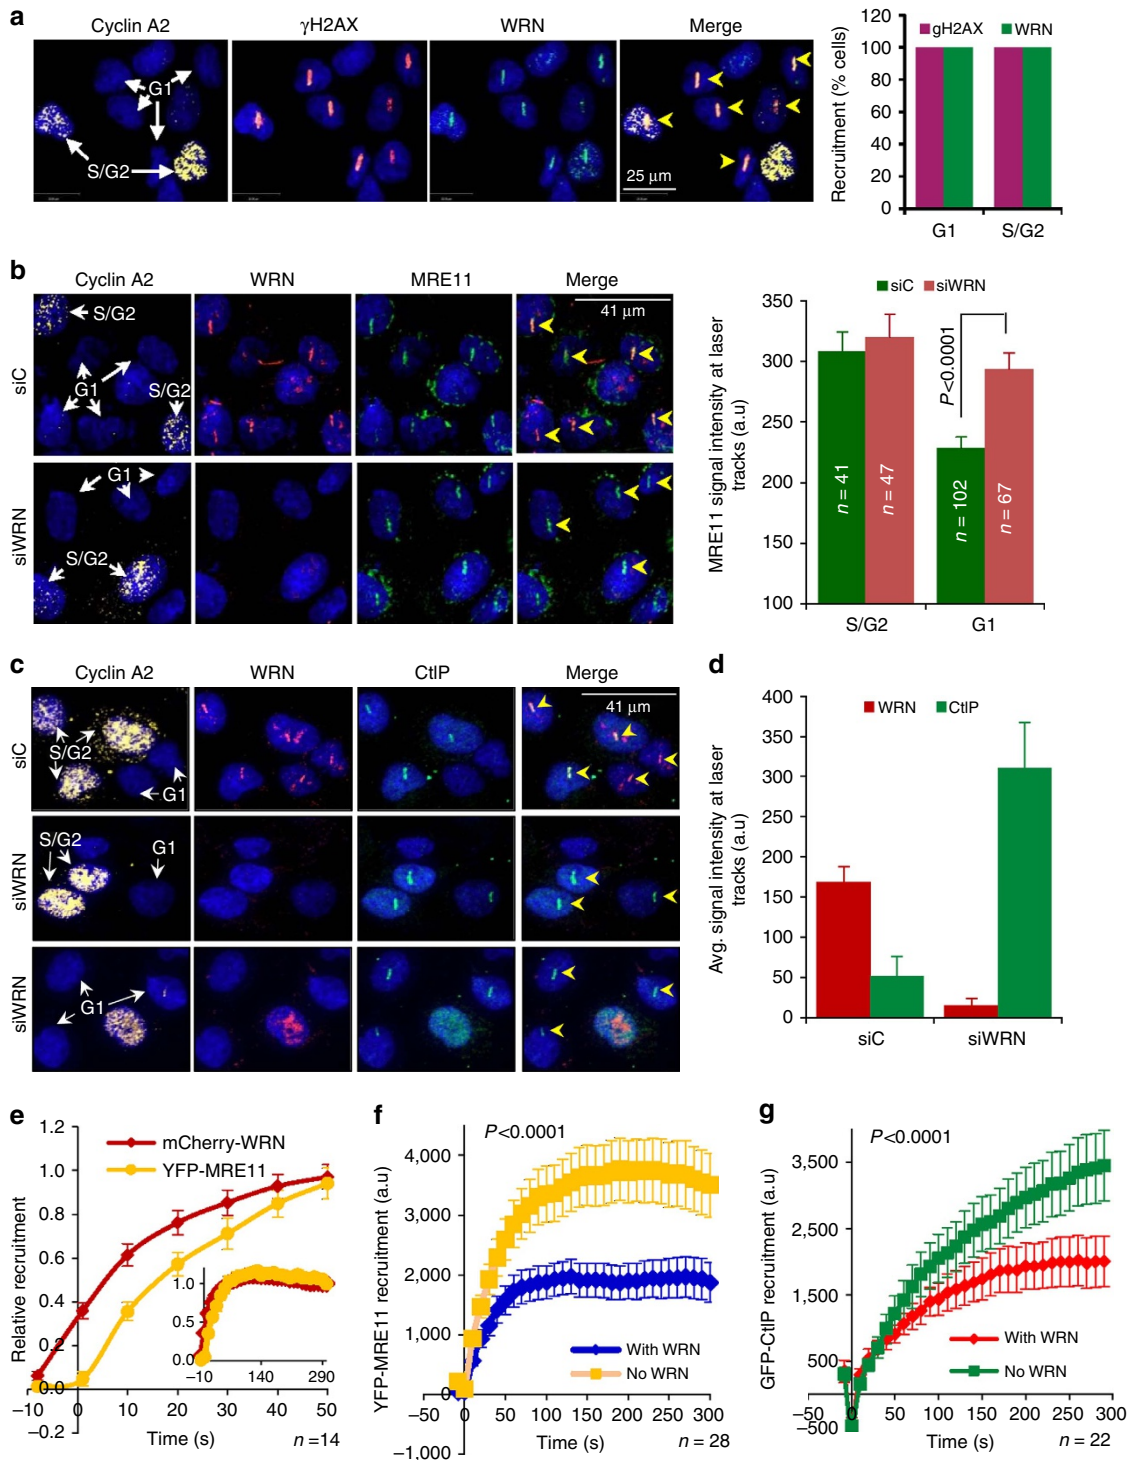 a
Cyclin A2
γH2AX
WRN
Merge
G1
S/G2
25 μm
Recruitment (% cells)
120
100
80
60
40
20
0
gH2AX
WRN
G1
S/G2
b
Cyclin A2
WRN
MRE11
Merge
siC
S/G2
G1
S/G2
41 μm
siWRN
G1
S/G2
MRE11 signal intensity at laser
tracks (a.u)
350
300
250
200
150
100
siC
siWRN
P<0.0001
n = 41
n = 47
n = 102
n = 67
S/G2
G1
c
Cyclin A2
WRN
CtIP
Merge
siC
S/G2
G1
41 μm
siWRN
S/G2
G1
siWRN
G1
d
Avg. signal intensity at laser
tracks (a.u)
400
350
300
250
200
150
100
50
0
WRN
CtIP
siC
siWRN
e
Relative recruitment
1.2
1.0
0.8
0.6
0.4
0.2
0.0
−0.2
mCherry-WRN
YFP-MRE11
1.0
0.5
0.0
−10
140
290
−10
0
10
20
30
40
50
Time (s)
n =14
f
YFP-MRE11 recruitment (a.u)
P<0.0001
4,000
3,000
2,000
1,000
0
−1,000
With WRN
No WRN
−50
0
50
100
150
200
250
300
Time (s)
n = 28
g
GFP-CtIP recruitment (a.u)
P<0.0001
3,500
2,500
1,500
500
−500
With WRN
No WRN
−50
0
50
100
150
200
250
300
Time (s)
n = 22